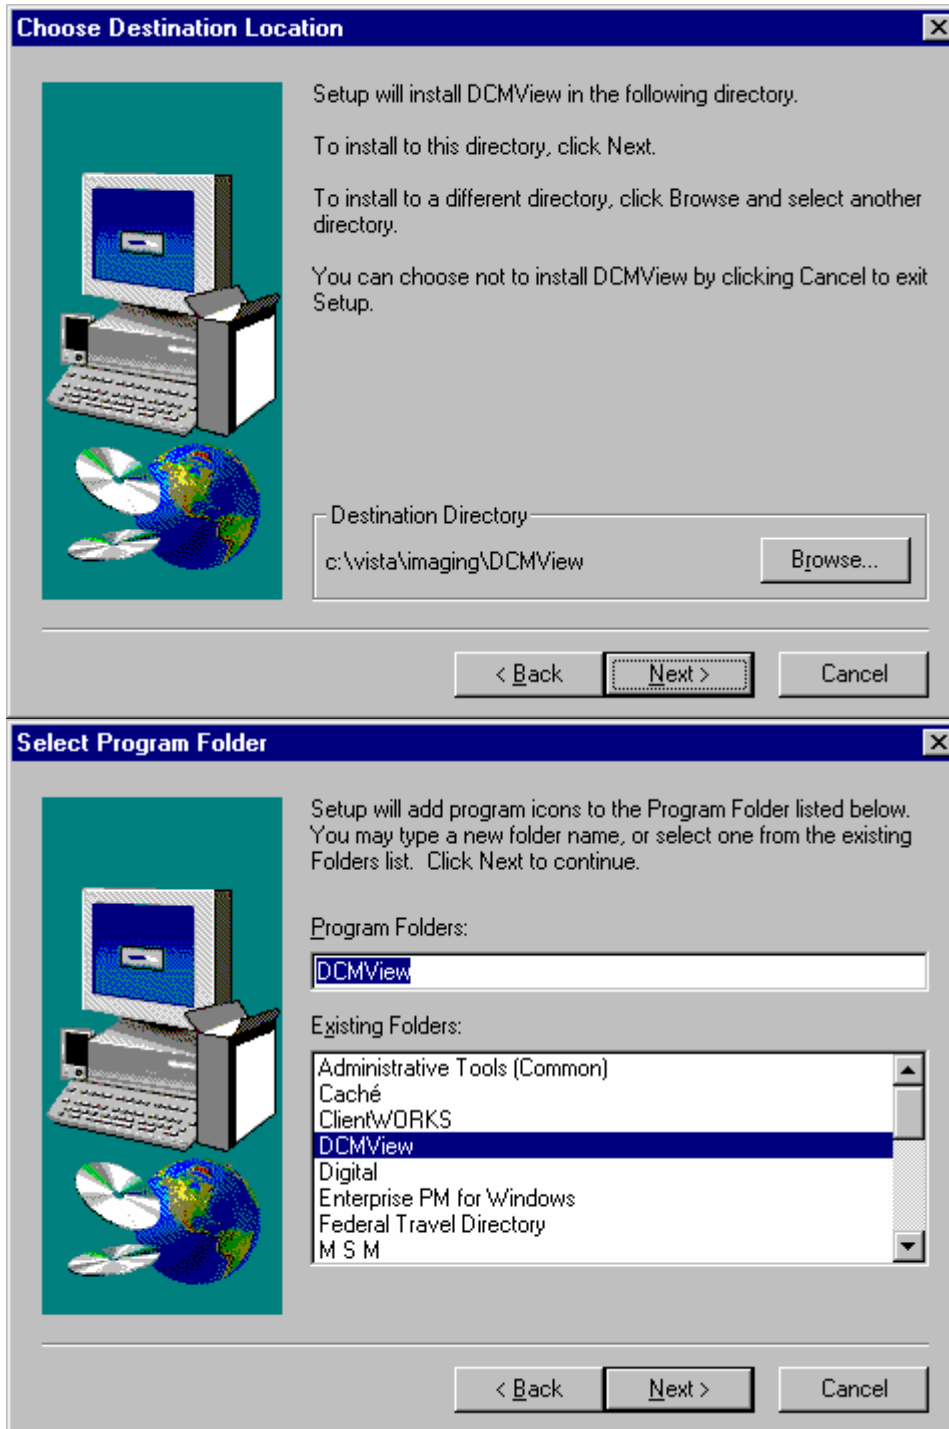 Choose Destination Location
Setup will install DCMView in the following directory.
To install to this directory, click Next.
To install to a different directory, click Browse and select another
directory.
You can choose not to install DCMView by clicking Cancel to exit
Setup.
Destination Directory
c:\vista\imaging\DCMView
Browse...
< Back
Next >
Cancel
Select Program Folder
Setup will add program icons to the Program Folder listed below.
You may type a new folder name, or select one from the existing
Folders list.  Click Next to continue.
Program Folders:
DCMView
Existing Folders:
Administrative Tools (Common)
Caché
ClientWORKS
DCMView
Digital
Enterprise PM for Windows
Federal Travel Directory
M S M
< Back
Next >
Cancel